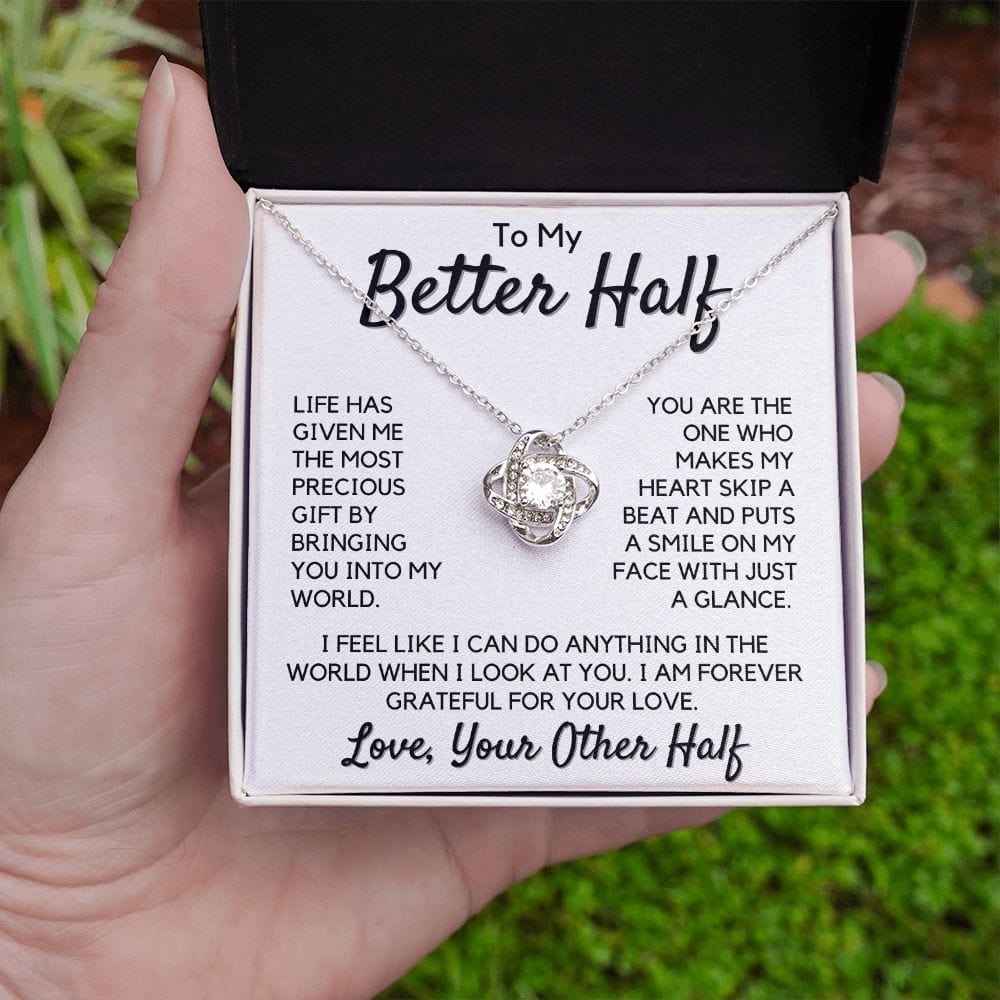 To My
Better Half
LIFE HAS
GIVEN ME
THE MOST
PRECIOUS
GIFT BY
BRINGING
YOU INTO MY
WORLD.
YOU ARE THE
ONE WHO
MAKES MY
HEART SKIP A
BEAT AND PUTS
A SMILE ON MY
FACE WITH JUST
A GLANCE.
I FEEL LIKE I CAN DO ANYTHING IN THE
WORLD WHEN I LOOK AT YOU. I AM FOREVER
GRATEFUL FOR YOUR LOVE.
Love, Your Other Half